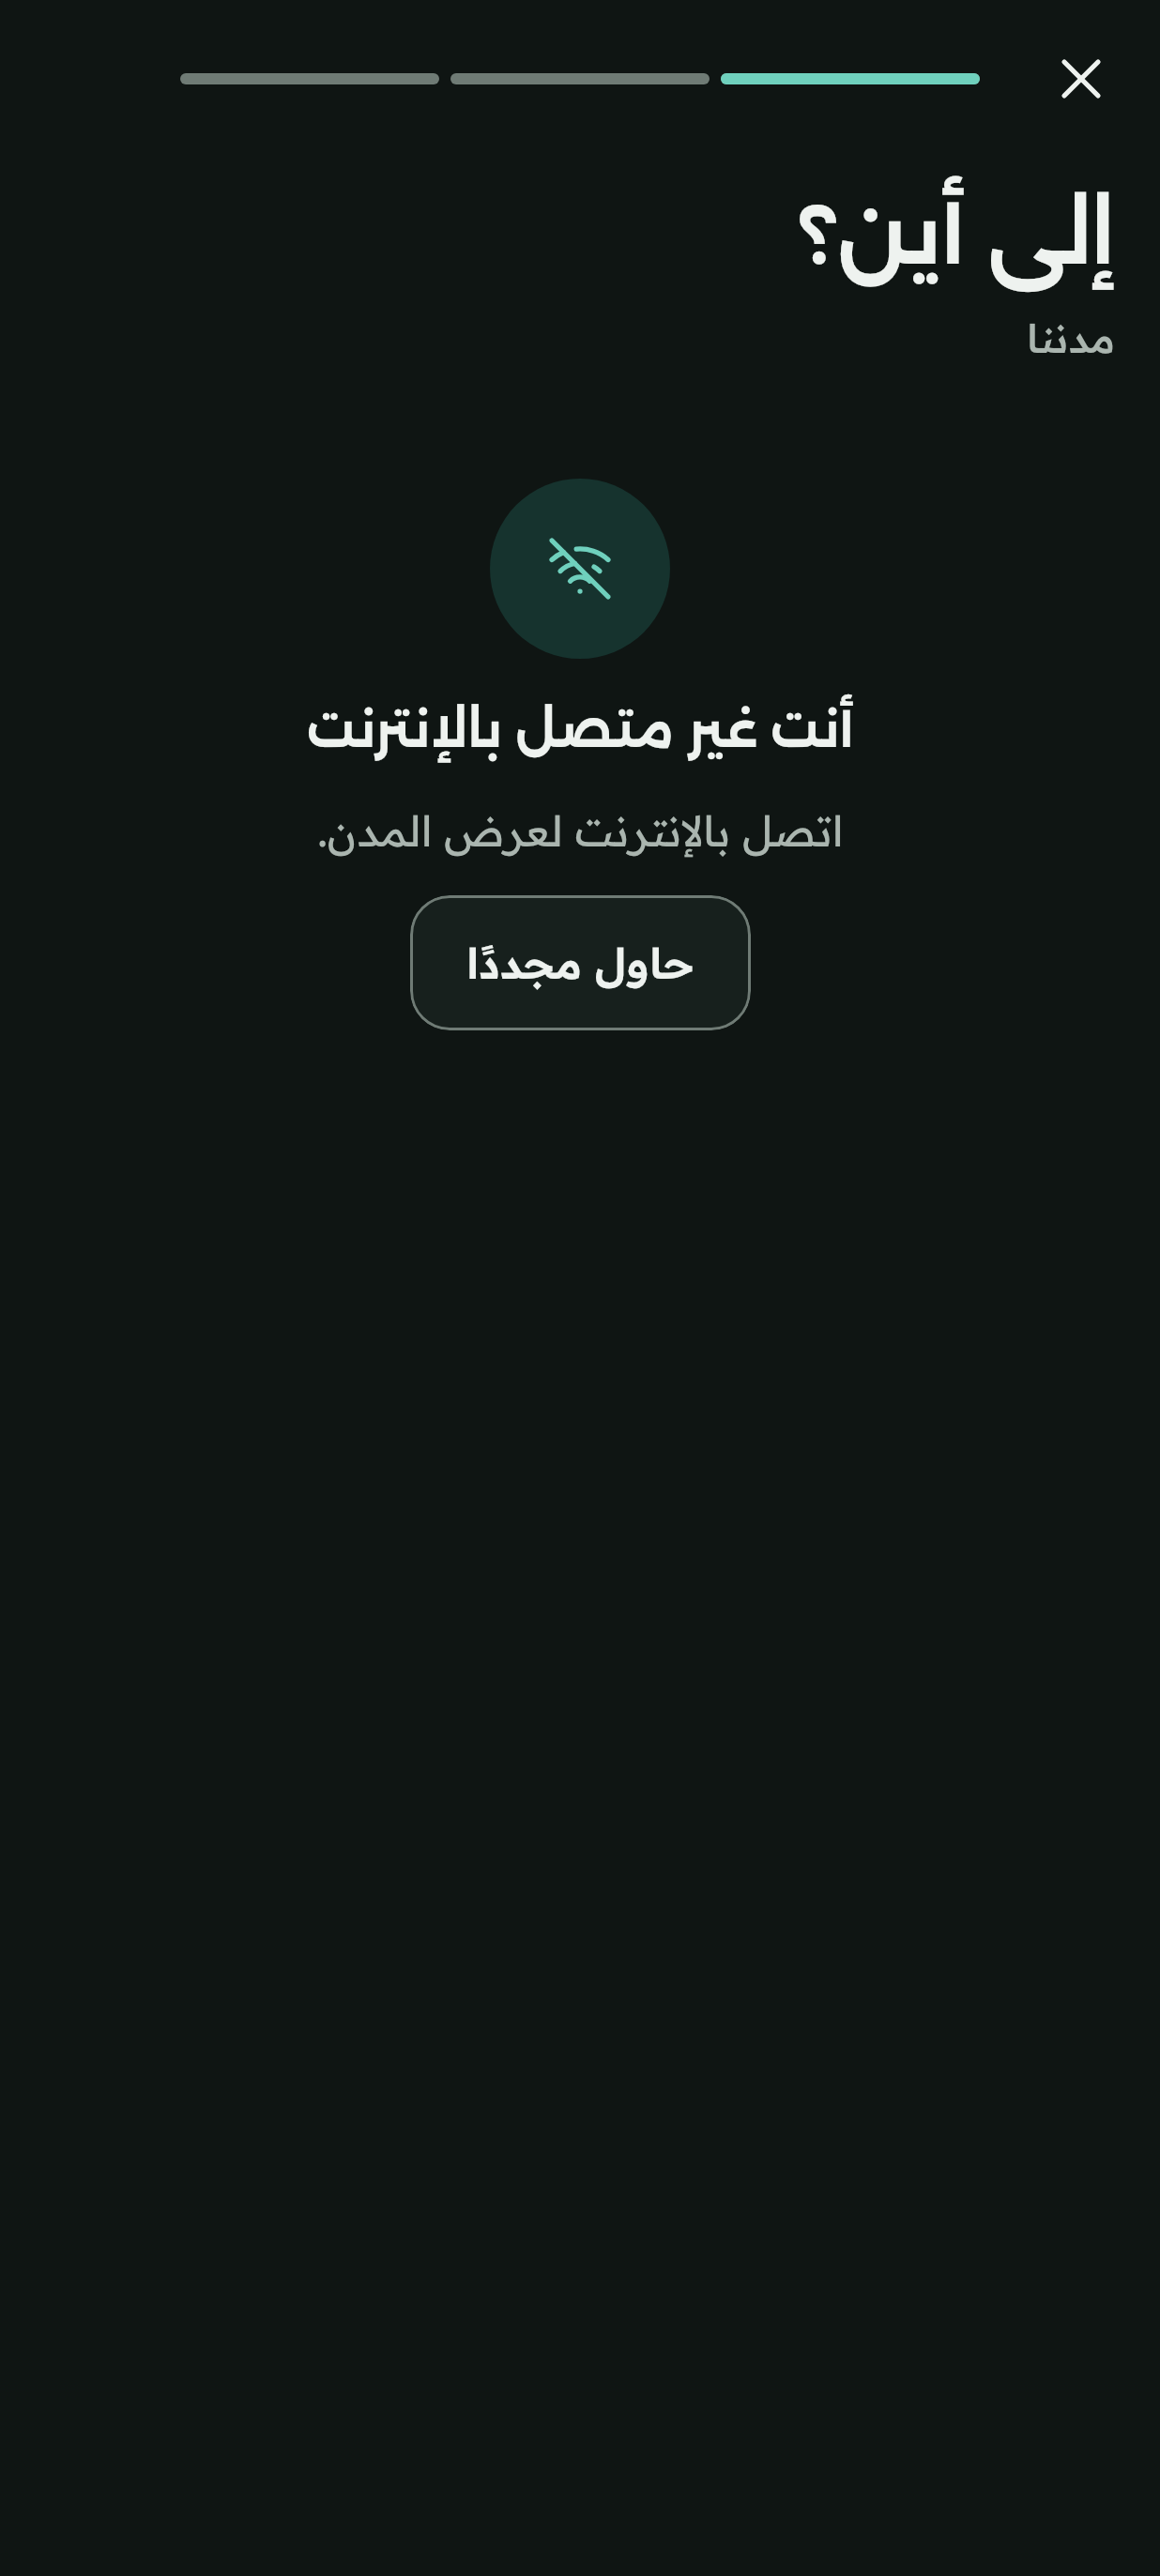 إلى أين؟
مدننا
أنت غير متصل بالإنترنت
اتصل بالإنترنت لعرض المدن.
حاول مجددًا